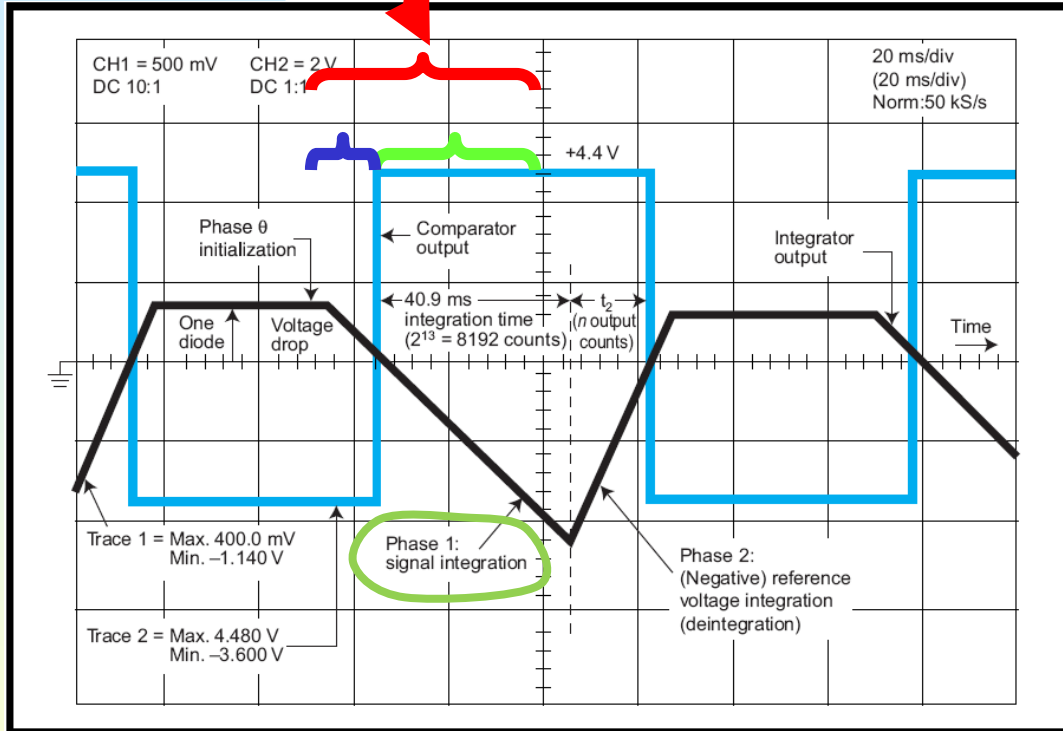 CH1 = 500 mV
DC 10:1
CH2 = 2 V
DC 1:1
20 ms/div
(20 ms/div)
Norm:50 kS/s
+4.4 V
Phase θ
initialization
Comparator
output
Integrator
output
One
diode
Voltage
drop
40.9 ms
integration time
(2¹³ = 8192 counts)
t₂
(n output
counts)
Time
Trace 1 = Max. 400.0 mV
Min. –1.140 V
Phase 1:
signal integration
Phase 2:
(Negative) reference
voltage integration
(deintegration)
Trace 2 = Max. 4.480 V
Min. –3.600 V